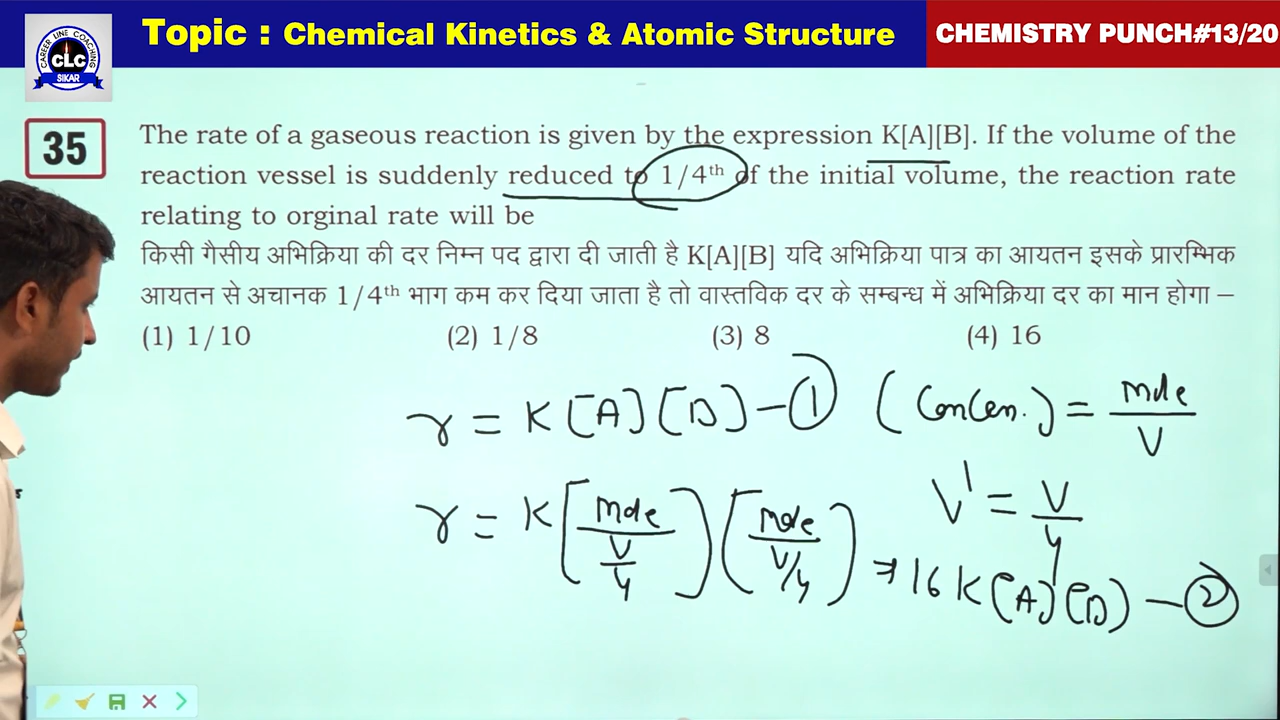 Topic : Chemical Kinetics & Atomic Structure
CHEMISTRY PUNCH#13/20
CAREER LINE COACHING
CLC
SIKAR
35
The rate of a gaseous reaction is given by the expression K[A][B]. If the volume of the
reaction vessel is suddenly reduced to 1/4th of the initial volume, the reaction rate
relating to orginal rate will be
किसी गैसीय अभिक्रिया की दर निम्न पद द्वारा दी जाती है K[A][B] यदि अभिक्रिया पात्र का आयतन इसके प्रारम्भिक
आयतन से अचानक 1/4th भाग कम कर दिया जाता है तो वास्तविक दर के सम्बन्ध में अभिक्रिया दर का मान होगा –
(1) 1/10 (2) 1/8 (3) 8 (4) 16
r = K [A] [B] – ① (Concen.) = mole / V
V' = V / 4
r = K [mole / V/4] [mole / V/4] ⇒ 16 K [A] [B] – ②